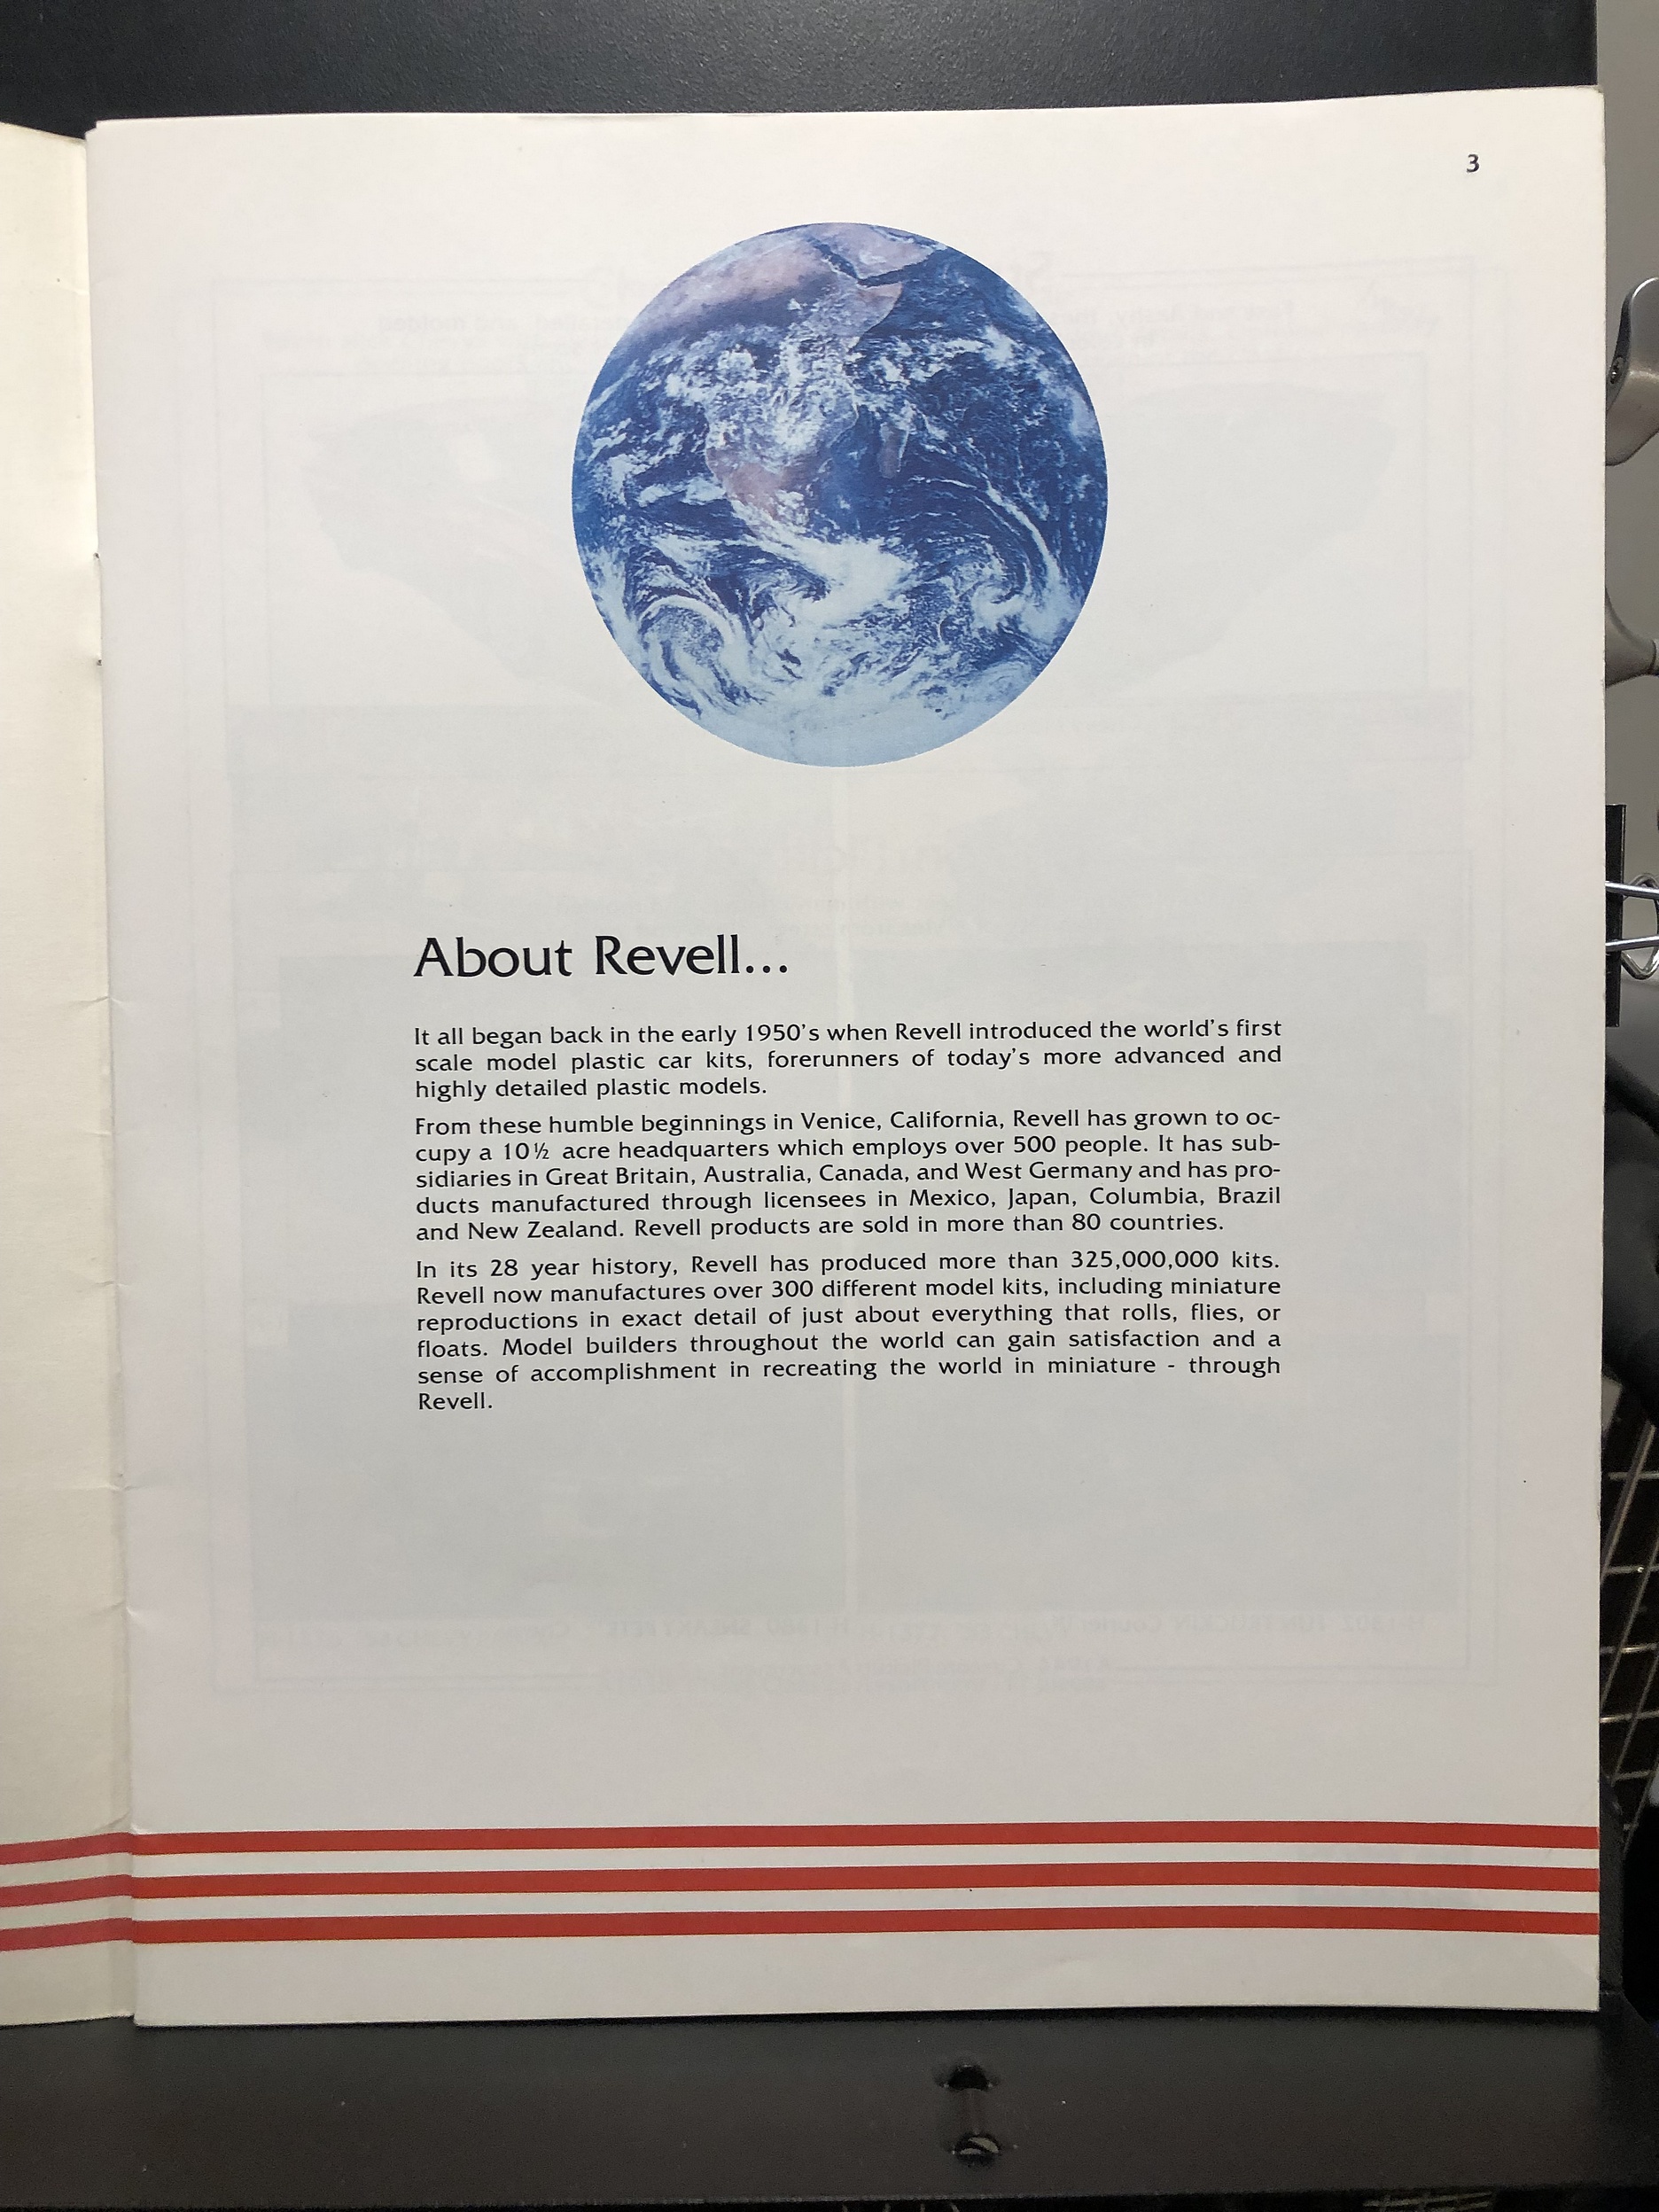 3
About Revell...
It all began back in the early 1950's when Revell introduced the world's first
scale model plastic car kits, forerunners of today's more advanced and
highly detailed plastic models.
From these humble beginnings in Venice, California, Revell has grown to oc-
cupy a 10½ acre headquarters which employs over 500 people. It has sub-
sidiaries in Great Britain, Australia, Canada, and West Germany and has pro-
ducts manufactured through licensees in Mexico, Japan, Columbia, Brazil
and New Zealand. Revell products are sold in more than 80 countries.
In its 28 year history, Revell has produced more than 325,000,000 kits.
Revell now manufactures over 300 different model kits, including miniature
reproductions in exact detail of just about everything that rolls, flies, or
floats. Model builders throughout the world can gain satisfaction and a
sense of accomplishment in recreating the world in miniature - through
Revell.